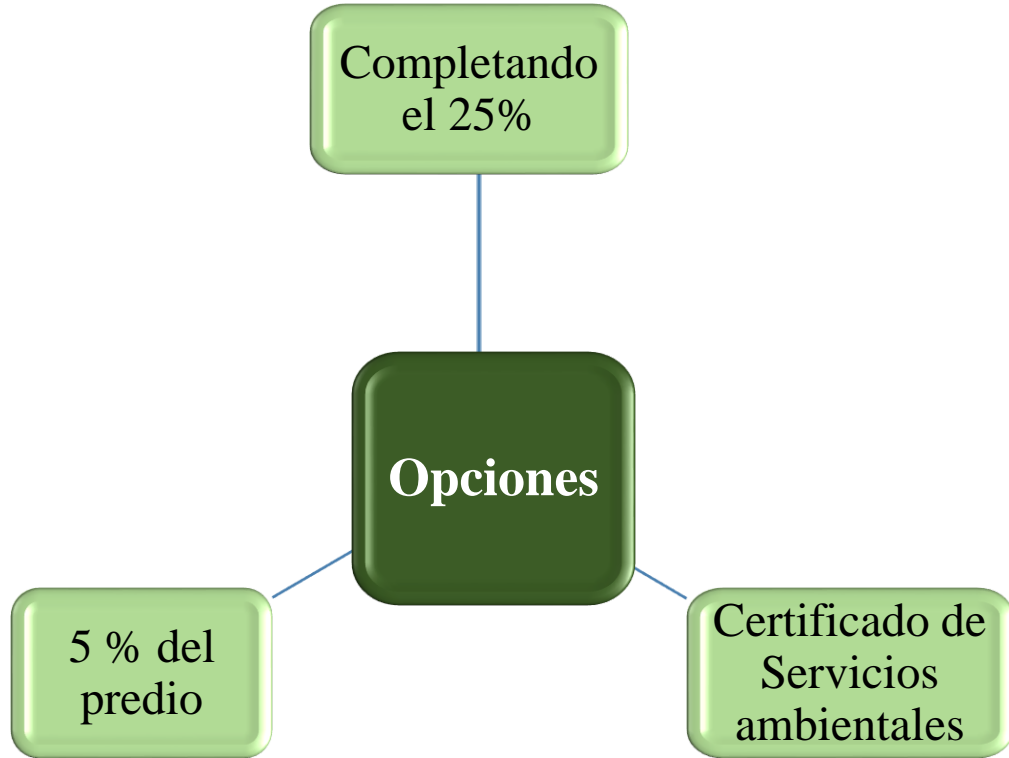 Completando
el 25%
Opciones
5 % del
predio
Certificado de
Servicios
ambientales